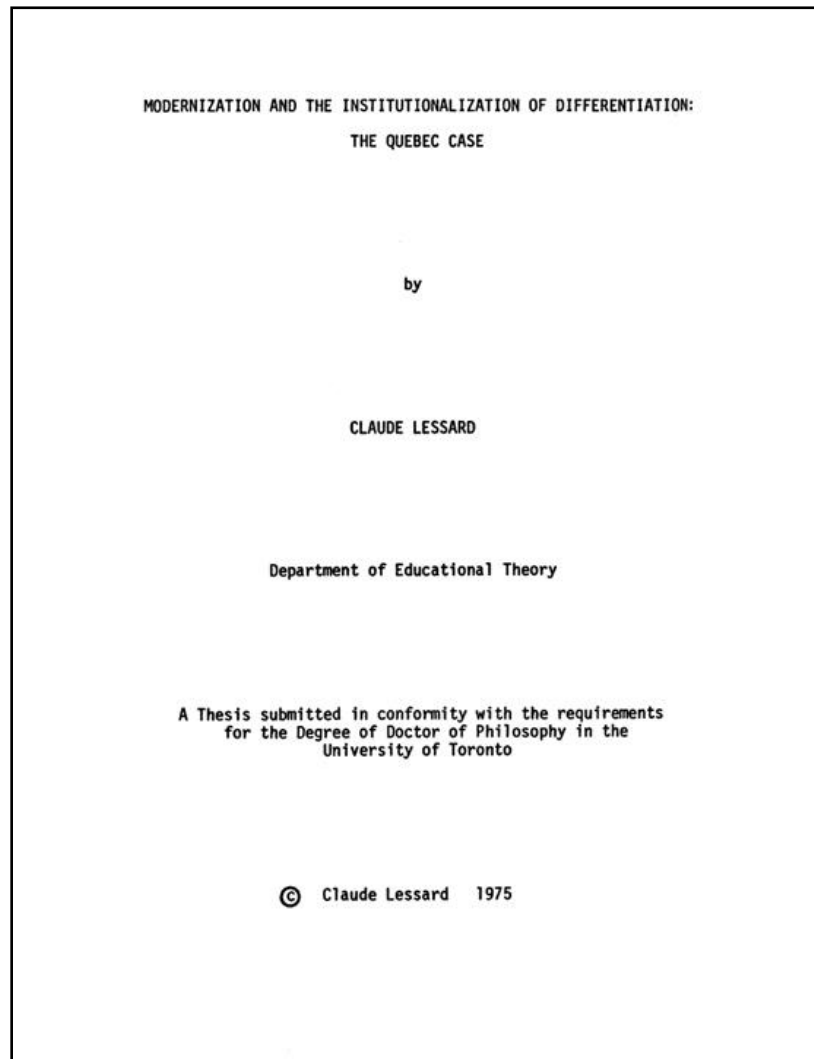 MODERNIZATION AND THE INSTITUTIONALIZATION OF DIFFERENTIATION:
THE QUEBEC CASE
by
CLAUDE LESSARD
Department of Educational Theory
A Thesis submitted in conformity with the requirements
for the Degree of Doctor of Philosophy in the
University of Toronto
© Claude Lessard 1975